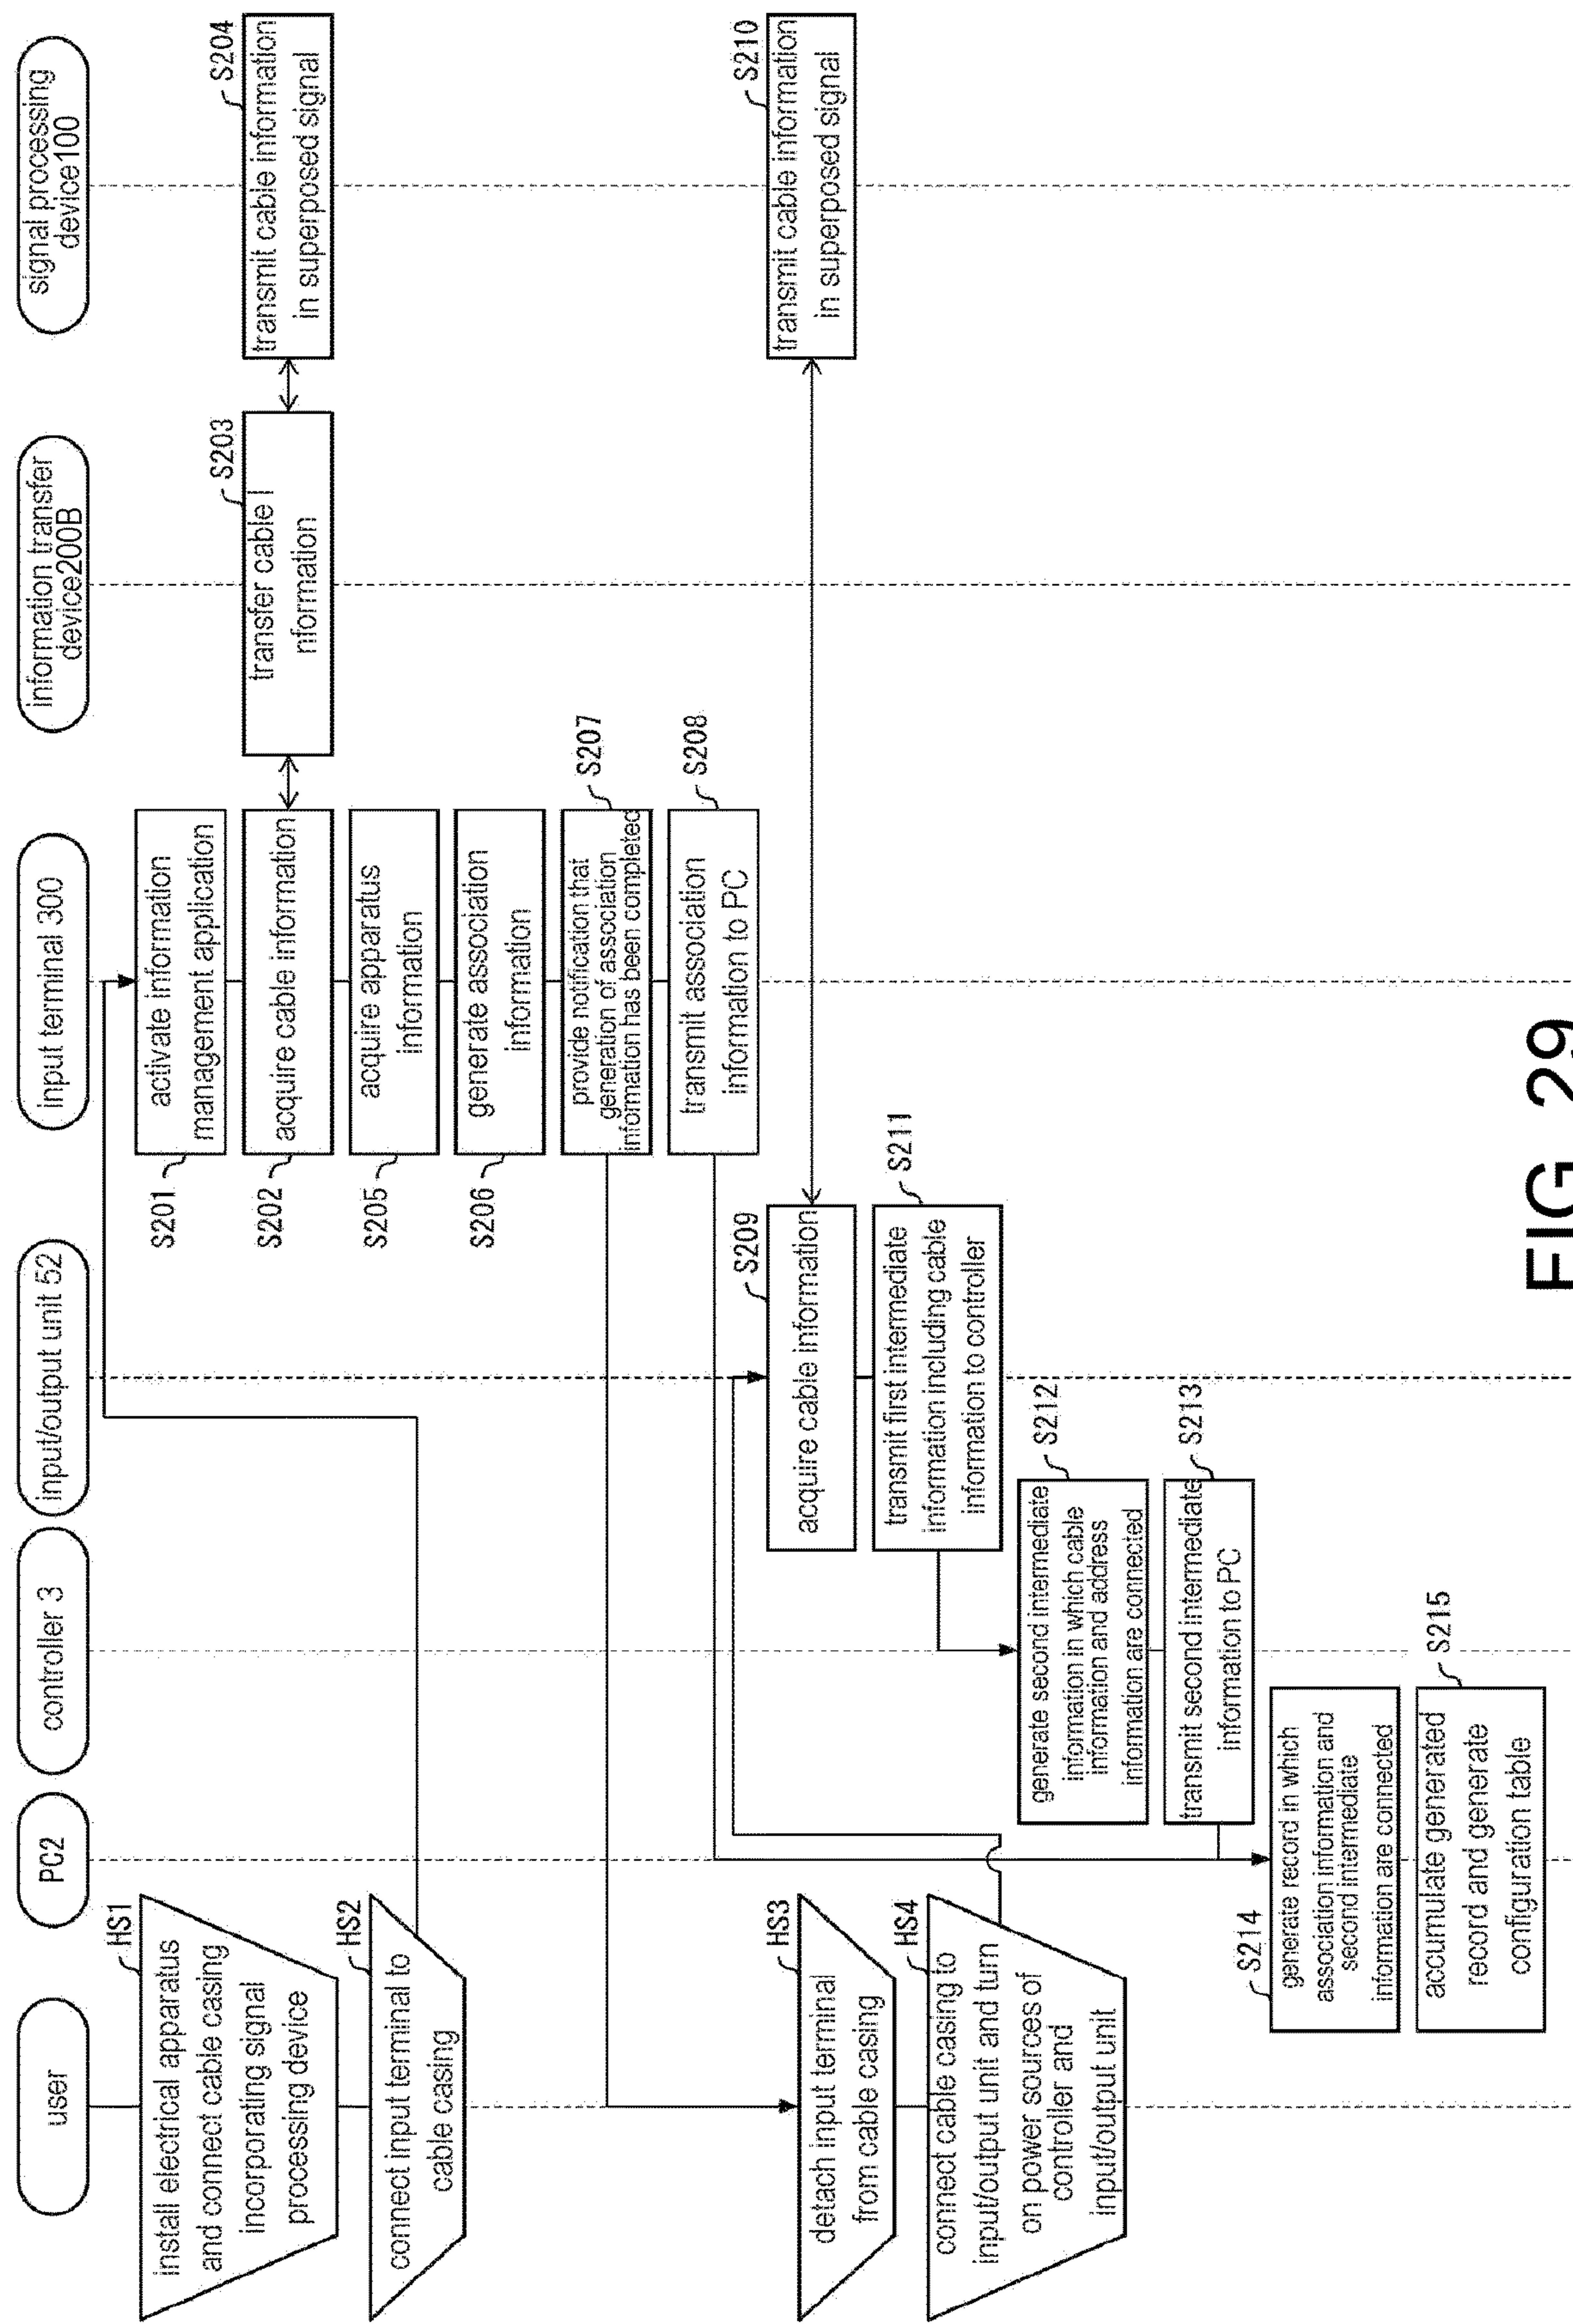 user
PC2
controller 3
input/output unit 52
input terminal 300
information transfer
device200B
signal processing
device100
HS1
install electrical apparatus
and connect cable casing
incorporating signal
processing device
HS2
connect input terminal to
cable casing
S201
activate information
management application
S202
acquire cable information
S203
transfer cable I
nformation
S204
transmit cable information
in superposed signal
S205
acquire apparatus
information
S206
generate association
information
S207
provide notification that
generation of association
information has been completed
S208
transmit association
information to PC
HS3
detach input terminal
from cable casing
HS4
connect cable casing to
input/output unit and turn
on power sources of
controller and
input/output unit
S209
acquire cable information
S210
transmit cable information
in superposed signal
S211
transmit first intermediate
information including cable
information to controller
S212
generate second intermediate
information in which cable
information and address
information are connected
S213
transmit second intermediate
information to PC
S214
generate record in which
association information and
second intermediate
information are connected
S215
accumulate generated
record and generate
configuration table
FIG. 29